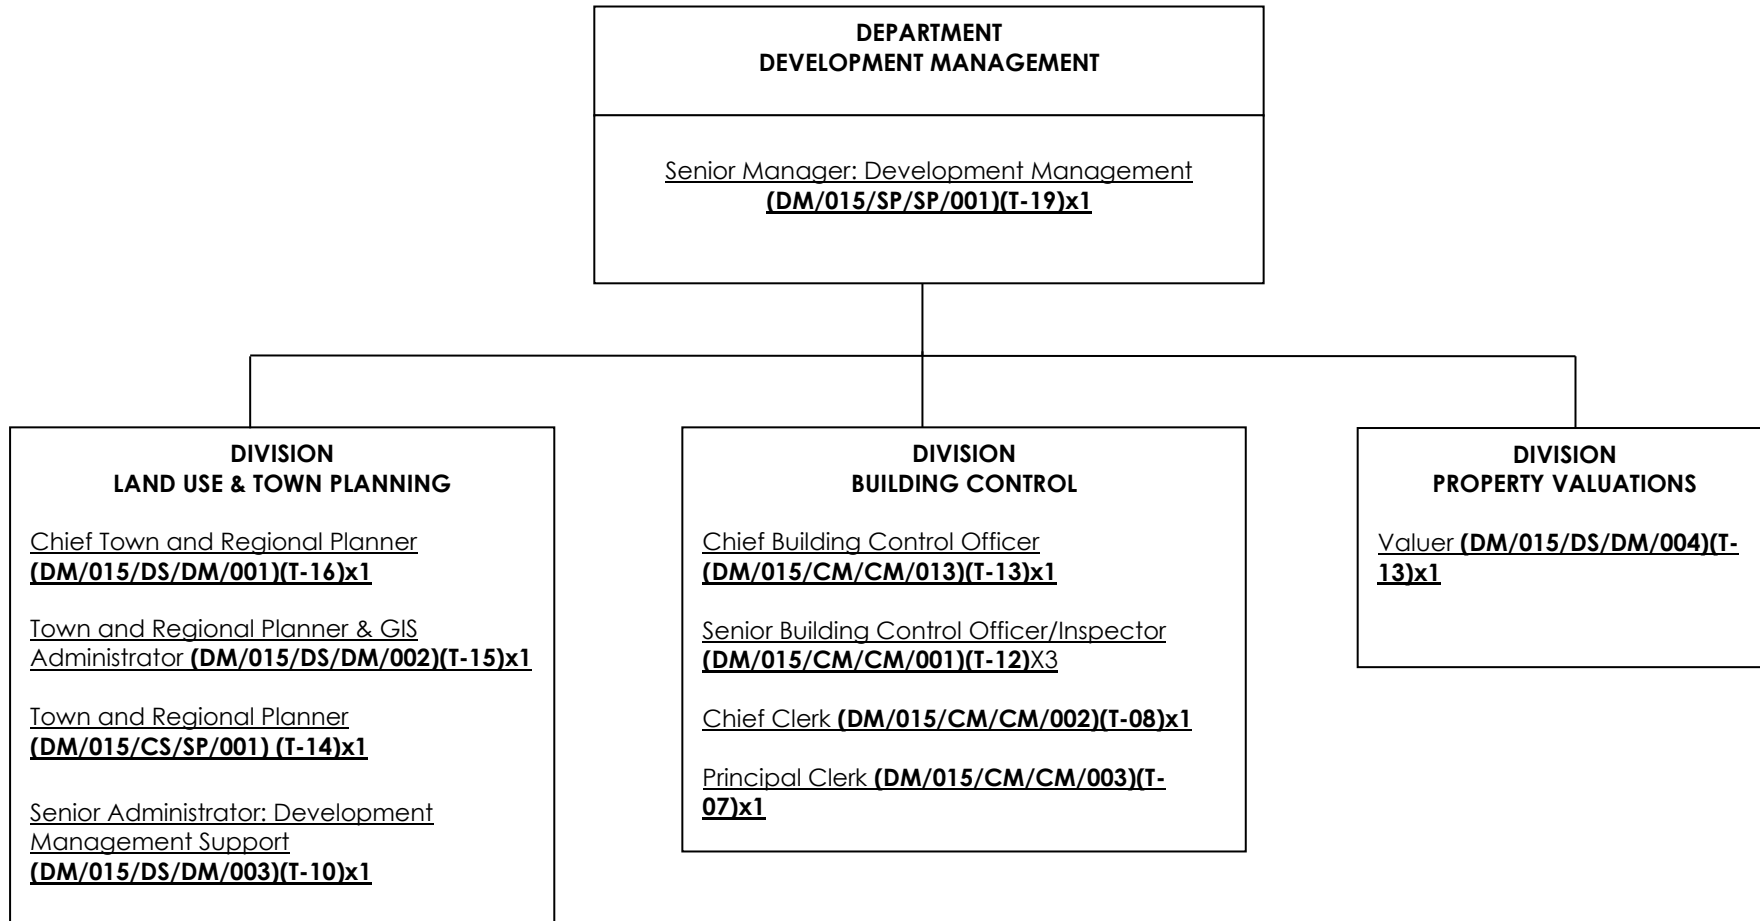 DEPARTMENT
DEVELOPMENT MANAGEMENT
Senior Manager: Development Management
(DM/015/SP/SP/001)(T-19)x1
DIVISION
LAND USE & TOWN PLANNING
Chief Town and Regional Planner
(DM/015/DS/DM/001)(T-16)x1
Town and Regional Planner & GIS
Administrator (DM/015/DS/DM/002)(T-15)x1
Town and Regional Planner
(DM/015/CS/SP/001) (T-14)x1
Senior Administrator: Development
Management Support
(DM/015/DS/DM/003)(T-10)x1
DIVISION
BUILDING CONTROL
Chief Building Control Officer
(DM/015/CM/CM/013)(T-13)x1
Senior Building Control Officer/Inspector
(DM/015/CM/CM/001)(T-12)X3
Chief Clerk (DM/015/CM/CM/002)(T-08)x1
Principal Clerk (DM/015/CM/CM/003)(T-
07)x1
DIVISION
PROPERTY VALUATIONS
Valuer (DM/015/DS/DM/004)(T-
13)x1